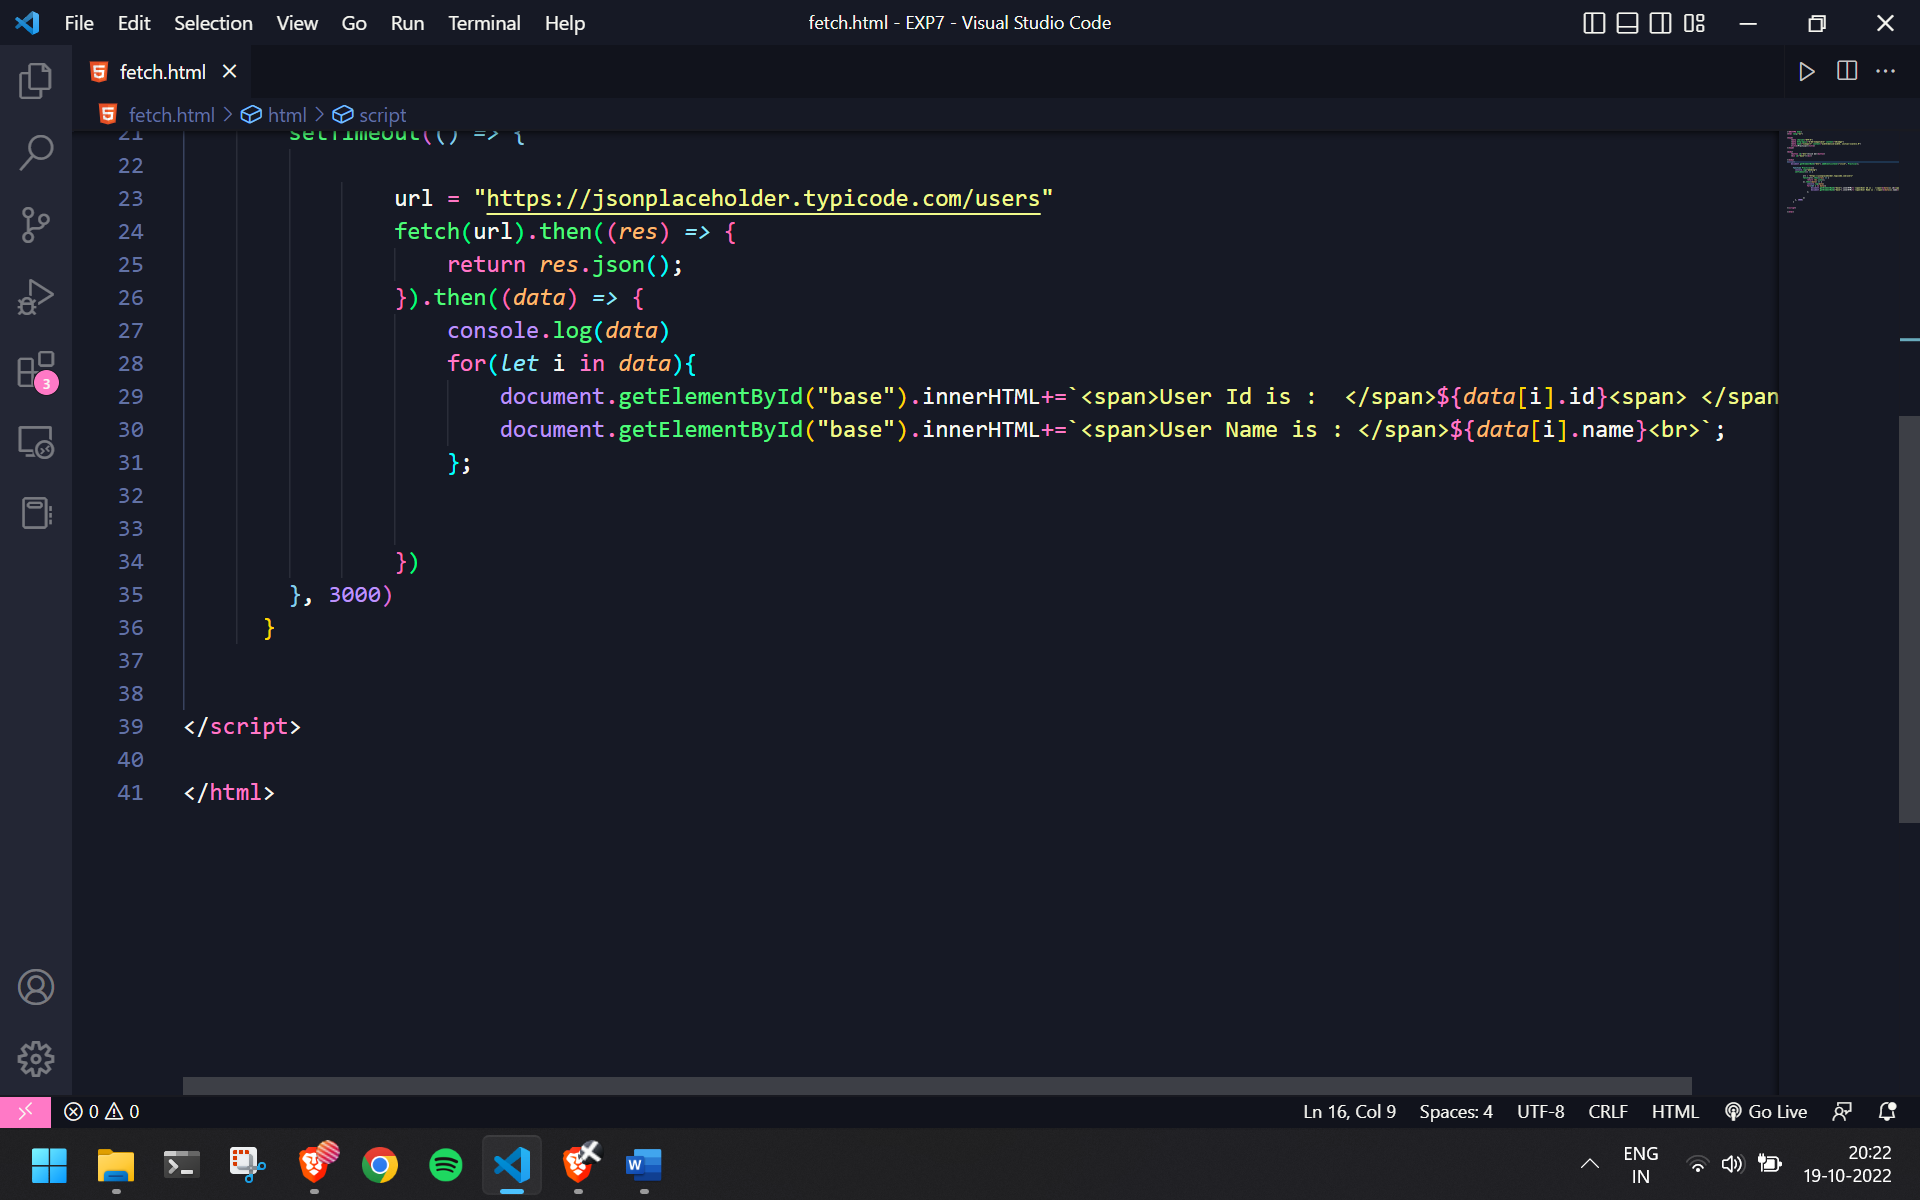 File Edit Selection View Go Run Terminal Help
fetch.html - EXP7 - Visual Studio Code
fetch.html
fetch.html > html > script
21 setTimeout(() => {
22
23 url = "https://jsonplaceholder.typicode.com/users"
24 fetch(url).then((res) => {
25 return res.json();
26 }).then((data) => {
27 console.log(data)
28 for(let i in data){
29 document.getElementById("base").innerHTML+=`<span>User Id is :  </span>${data[i].id}<span> </span
30 document.getElementById("base").innerHTML+=`<span>User Name is : </span>${data[i].name}<br>`;
31 };
32
33
34 })
35 }, 3000)
36 }
37
38
39 </script>
40
41 </html>
3
0 0
Ln 16, Col 9 Spaces: 4 UTF-8 CRLF HTML Go Live
ENG
IN
20:22
19-10-2022